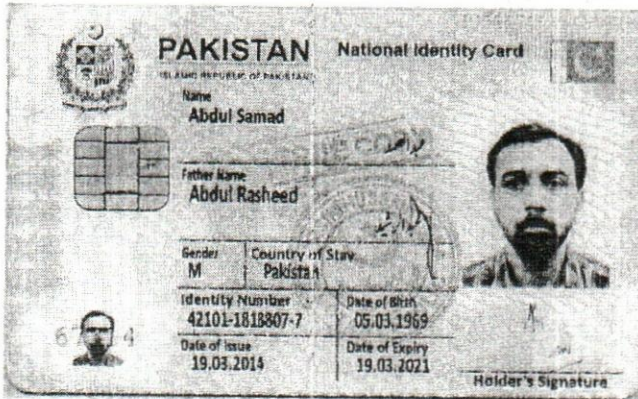 PAKISTAN National Identity Card
ISLAMIC REPUBLIC OF PAKISTAN
Name
Abdul Samad
Father Name
Abdul Rasheed
Gender Country of Stay
M Pakistan
Identity Number Date of Birth
42101-1818807-7 05.03.1969
Date of Issue Date of Expiry
19.03.2014 19.03.2021
Holder's Signature